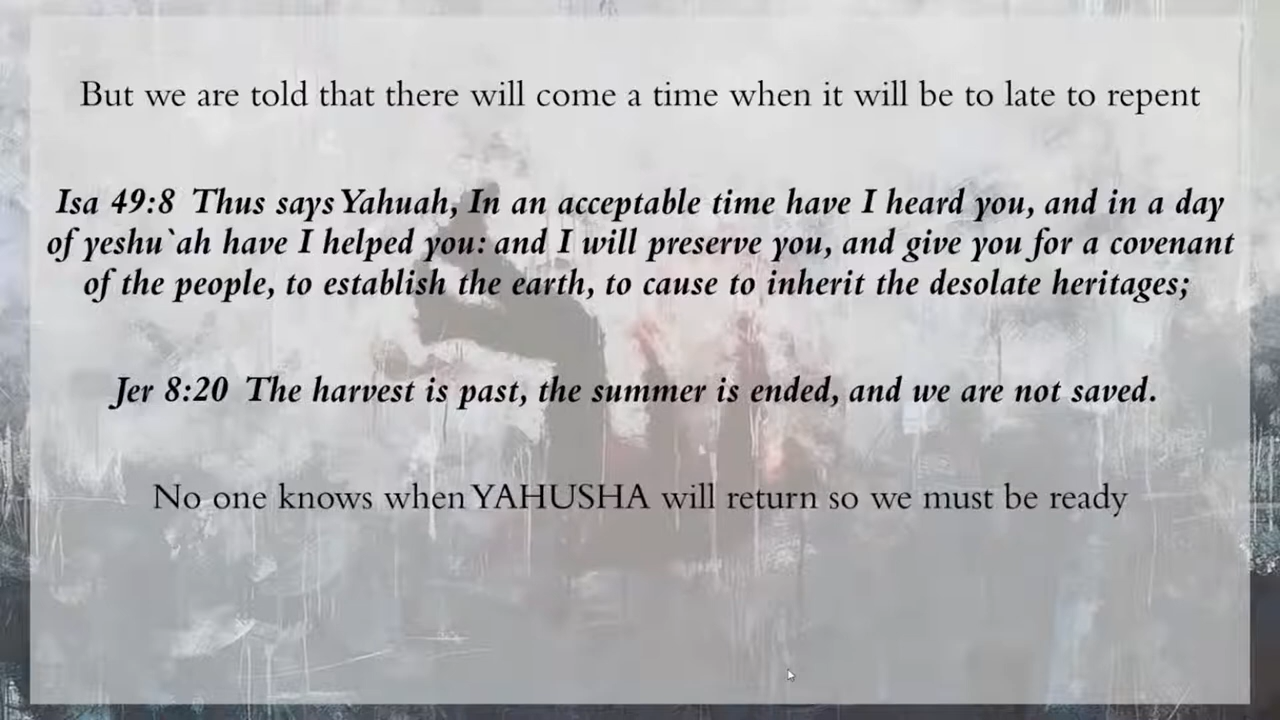 But we are told that there will come a time when it will be to late to repent
Isa 49:8 Thus says Yahuah, In an acceptable time have I heard you, and in a day
of yeshu`ah have I helped you: and I will preserve you, and give you for a covenant
of the people, to establish the earth, to cause to inherit the desolate heritages;
Jer 8:20 The harvest is past, the summer is ended, and we are not saved.
No one knows when YAHUSHA will return so we must be ready